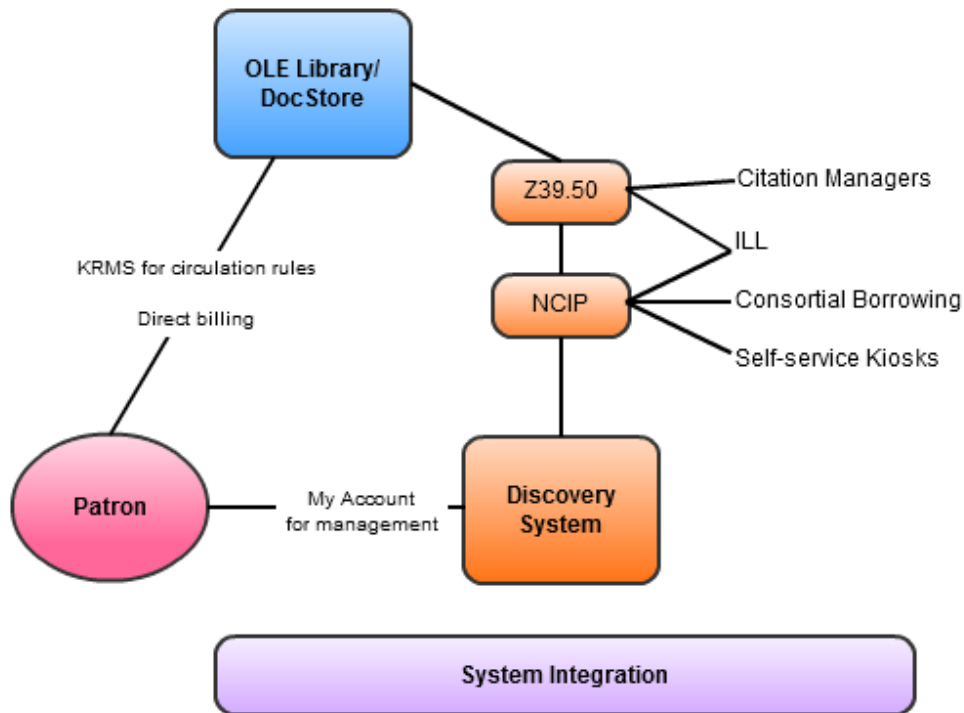 OLE Library/
DocStore
Z39.50
Citation Managers
ILL
KRMS for circulation rules
NCIP
Consortial Borrowing
Direct billing
Self-service Kiosks
Patron
My Account
for management
Discovery
System
System Integration